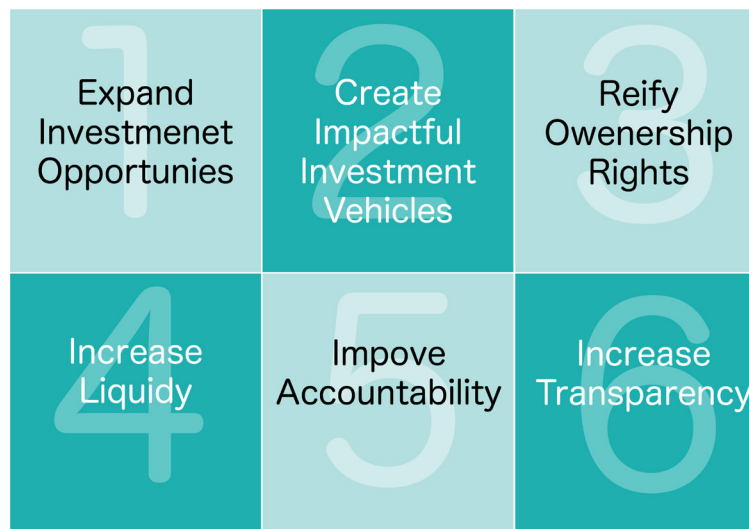 1
Expand
Investmenet
Opportunies
2
Create
Impactful
Investment
Vehicles
3
Reify
Owenership
Rights
4
Increase
Liquidy
5
Impove
Accountability
6
Increase
Transparency